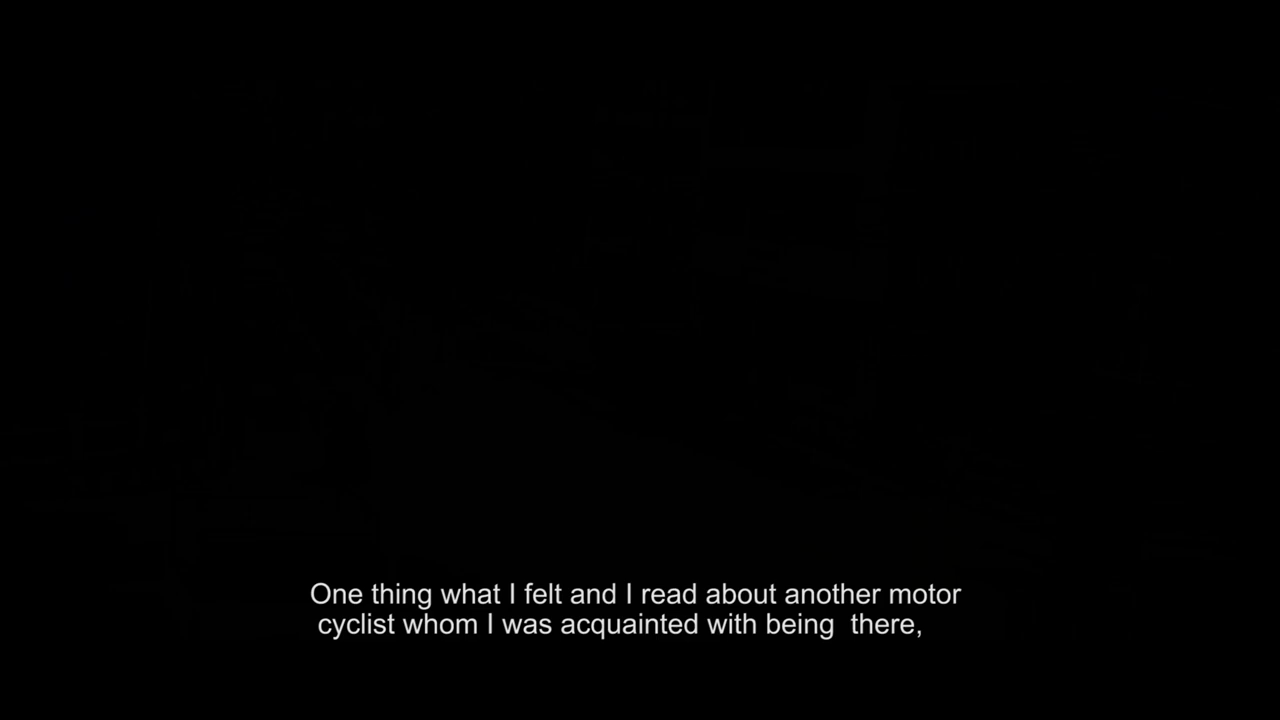 One thing what I felt and I read about another motor
cyclist whom I was acquainted with being  there,